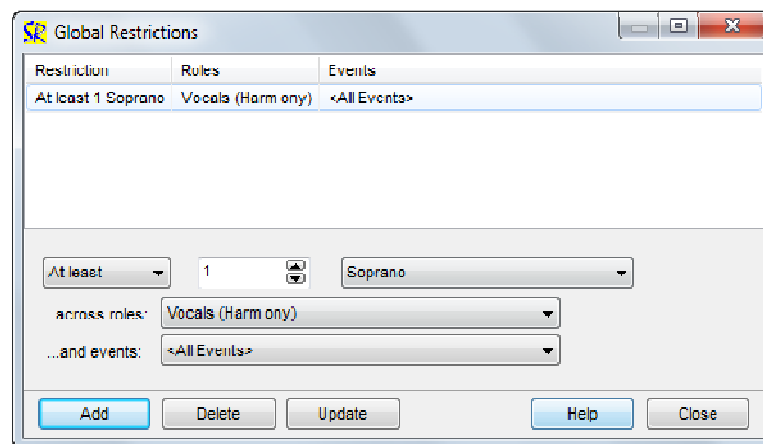 SR Global Restrictions
Restriction Roles Events
At least 1 Soprano Vocals (Harmony) <All Events>
At least 1 Soprano
across roles: Vocals (Harmony)
...and events: <All Events>
Add Delete Update Help Close